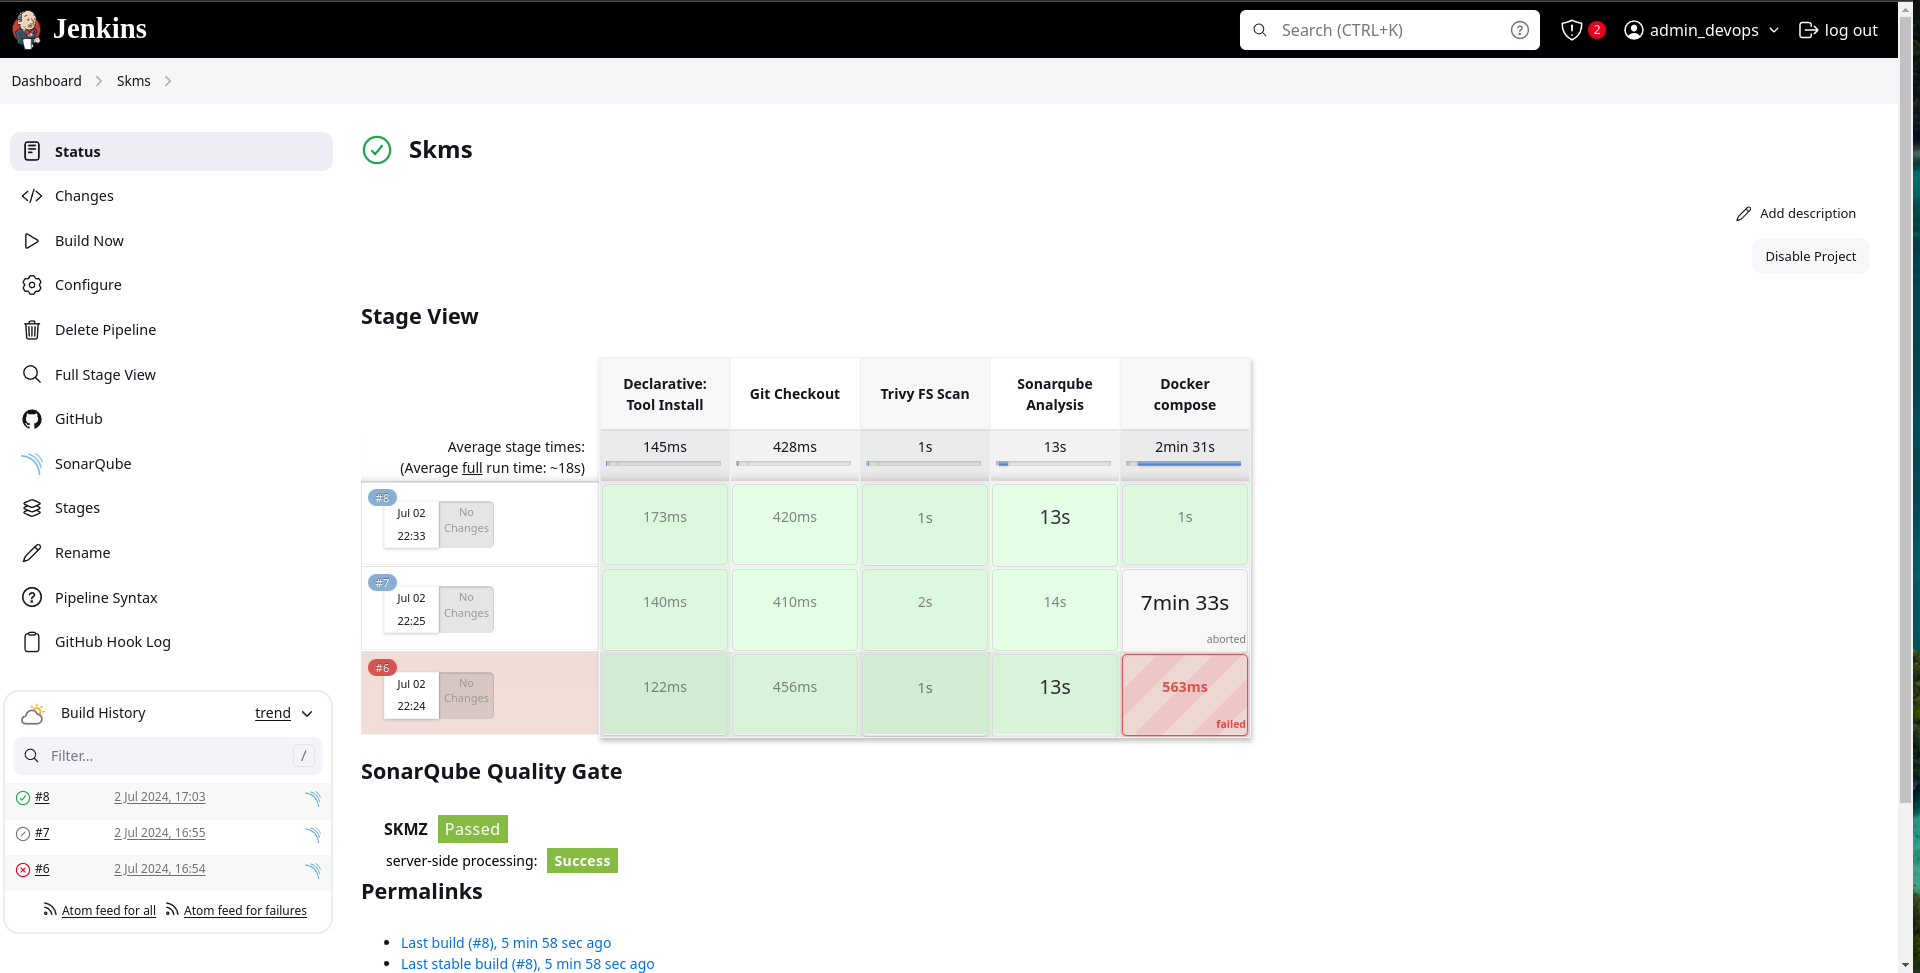 Jenkins
Search (CTRL+K)
2
admin_devops
log out
Dashboard
Skms
Status
Changes
Build Now
Configure
Delete Pipeline
Full Stage View
GitHub
SonarQube
Stages
Rename
Pipeline Syntax
GitHub Hook Log
Build History
trend
Filter...
/
#8 2 Jul 2024, 17:03
#7 2 Jul 2024, 16:55
#6 2 Jul 2024, 16:54
Atom feed for all Atom feed for failures
Skms
Add description
Disable Project
Stage View
Declarative: Tool Install
Git Checkout
Trivy FS Scan
Sonarqube Analysis
Docker compose
Average stage times:
(Average full run time: ~18s)
145ms 428ms 1s 13s 2min 31s
#8
Jul 02
22:33
No
Changes
173ms 420ms 1s 13s 1s
#7
Jul 02
22:25
No
Changes
140ms 410ms 2s 14s 7min 33s
aborted
#6
Jul 02
22:24
No
Changes
122ms 456ms 1s 13s 563ms
failed
SonarQube Quality Gate
SKMZ Passed
server-side processing: Success
Permalinks
Last build (#8), 5 min 58 sec ago
Last stable build (#8), 5 min 58 sec ago